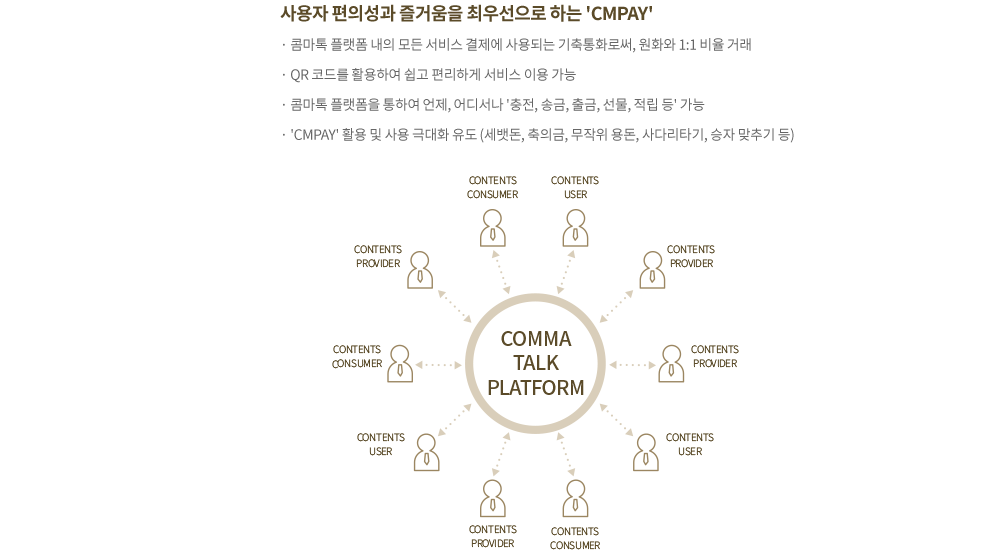 사용자 편의성과 즐거움을 최우선으로 하는 'CMPAY'
· 콤마톡 플랫폼 내의 모든 서비스 결제에 사용되는 기축통화로써, 원화와 1:1 비율 거래
· QR 코드를 활용하여 쉽고 편리하게 서비스 이용 가능
· 콤마톡 플랫폼을 통하여 언제, 어디서나 '충전, 송금, 출금, 선물, 적립 등' 가능
· 'CMPAY' 활용 및 사용 극대화 유도 (세뱃돈, 축의금, 무작위 용돈, 사다리타기, 승자 맞추기 등)
CONTENTS
CONSUMER
CONTENTS
USER
CONTENTS
PROVIDER
CONTENTS
PROVIDER
CONTENTS
CONSUMER
COMMA
TALK
PLATFORM
CONTENTS
PROVIDER
CONTENTS
USER
CONTENTS
USER
CONTENTS
PROVIDER
CONTENTS
CONSUMER